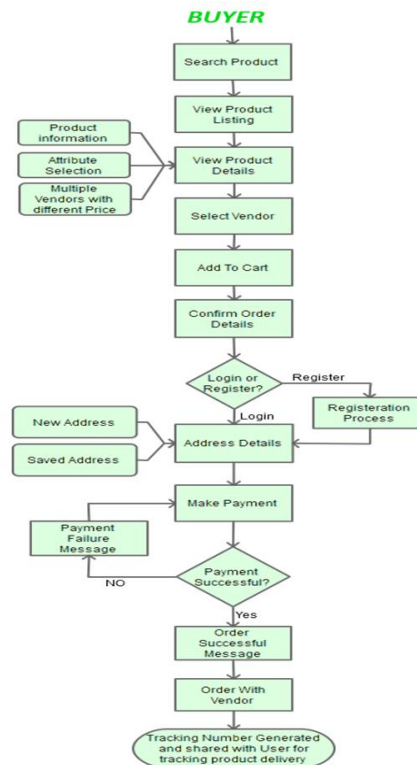 BUYER
Search Product
View Product
Listing
Product
information
Attribute
Selection
Multiple
Vendors with
different Price
View Product
Details
Select Vendor
Add To Cart
Confirm Order
Details
Login or
Register?
Register
Login
Registeration
Process
New Address
Saved Address
Address Details
Make Payment
Payment
Failure
Message
Payment
Successful?
NO
Yes
Order
Successful
Message
Order With
Vendor
Tracking Number Generated
and shared with User for
tracking product delivery